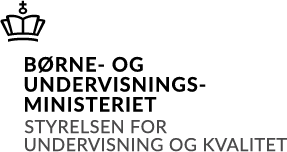 BØRNE- OG
UNDERVISNINGS-
MINISTERIET
STYRELSEN FOR
UNDERVISNING OG KVALITET